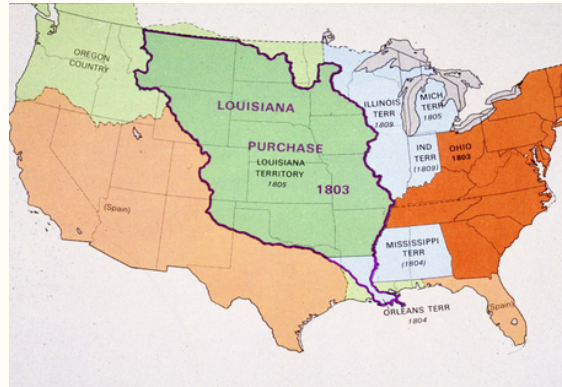 OREGON
COUNTRY
LOUISIANA
PURCHASE
LOUISIANA
TERRITORY
1805
1803
ILLINOIS
TERR
1809
MICH
TERR
1805
IND
TERR
(1809)
OHIO
1803
(Spain)
MISSISSIPPI
TERR
(1804)
ORLEANS TERR
1804
(Spain)